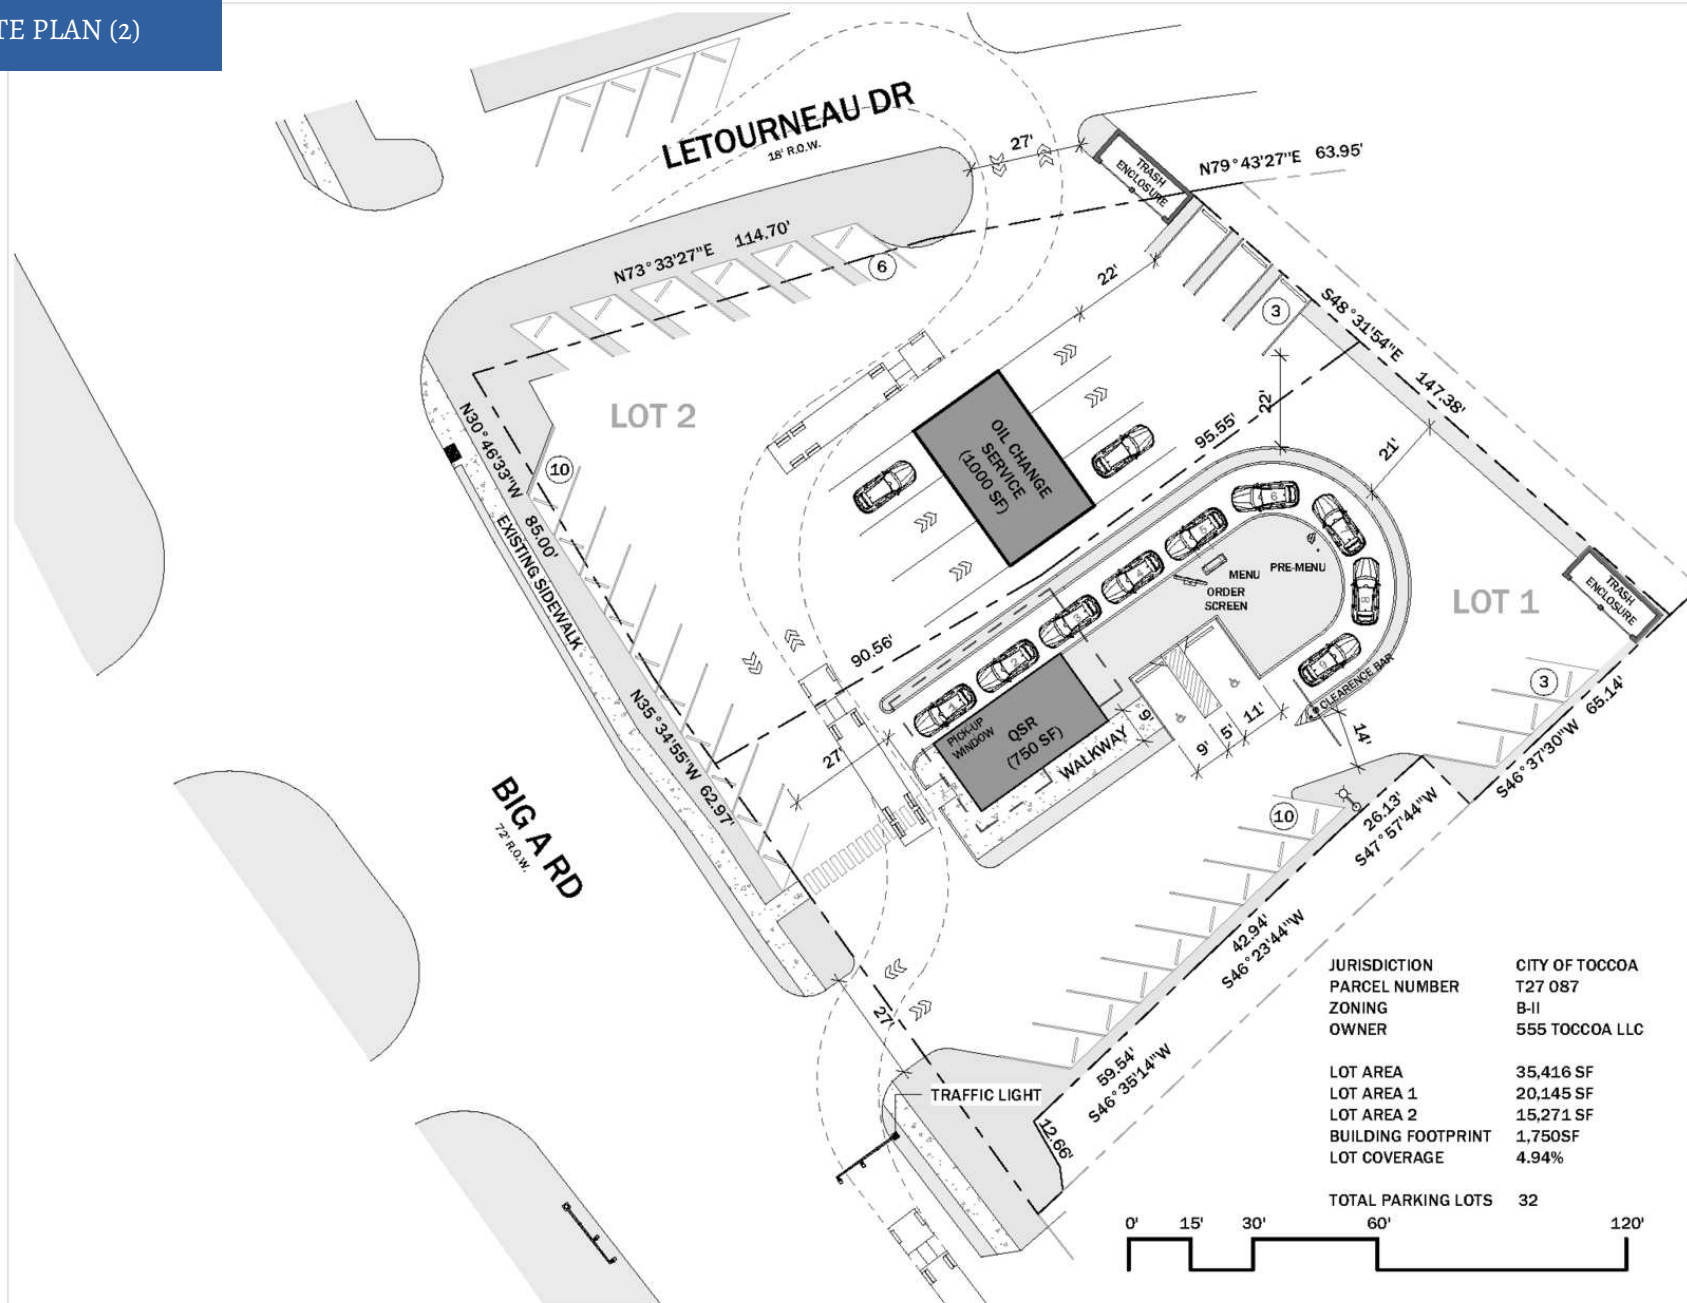 TE PLAN (2)
LETOURNEAU DR
18' R.O.W.
27'
TRASH
ENCLOSURE
N79°43'27"E 63.95'
N73°33'27"E 114.70'
6
22'
3
S48°31'54"E
147.38'
LOT 2
N30°46'33"W
85.00'
10
EXISTING SIDEWALK
OIL CHANGE
SERVICE
(1000 SF)
95.55'
22'
21'
90.56'
1
2
3
4
5
6
8
9
MENU
PRE-MENU
ORDER
SCREEN
LOT 1
TRASH
ENCLOSURE
CLEARENCE BAR
3
S46°37'30"W 65.14'
N35°34'55"W 62.97'
27'
PICK-UP
WINDOW
QSR
(750 SF)
WALKWAY
9'
9'
5'
11'
14'
BIG A RD
72' R.O.W.
10
26.13'
S47°57'44"W
42.94'
S46°23'44"W
59.54'
S46°35'14"W
12.66'
27'
TRAFFIC LIGHT
JURISDICTION CITY OF TOCCOA
PARCEL NUMBER T27 087
ZONING B-II
OWNER 555 TOCCOA LLC
LOT AREA 35,416 SF
LOT AREA 1 20,145 SF
LOT AREA 2 15,271 SF
BUILDING FOOTPRINT 1,750SF
LOT COVERAGE 4.94%
TOTAL PARKING LOTS 32
0' 15' 30' 60' 120'